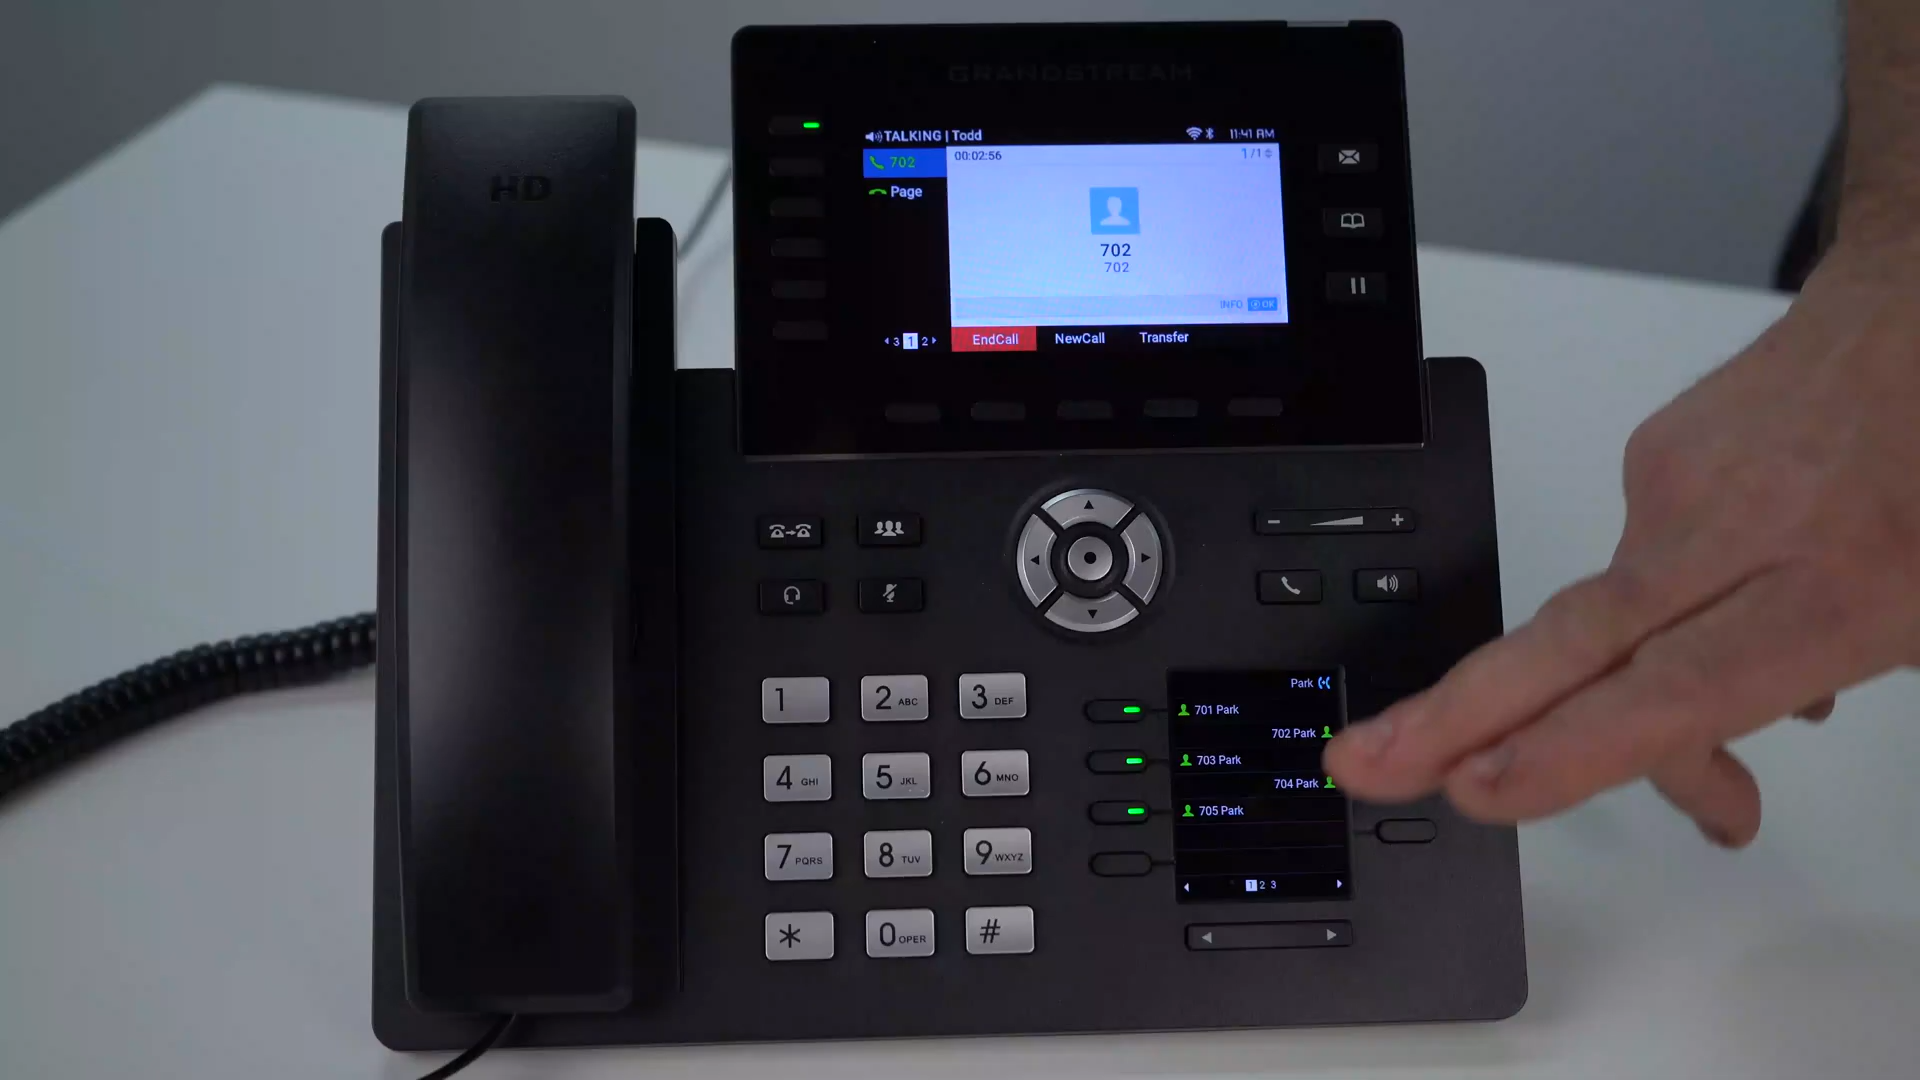 GRANDSTREAM
HD
TALKING | Todd
11:41 AM
702
00:02:56
1/1
Page
702
702
INFO OK
3 1 2
EndCall NewCall Transfer
- +
1
2 ABC
3 DEF
4 GHI
5 JKL
6 MNO
7 PQRS
8 TUV
9 WXYZ
*
0 OPER
#
Park
701 Park
702 Park
703 Park
704 Park
705 Park
1 2 3